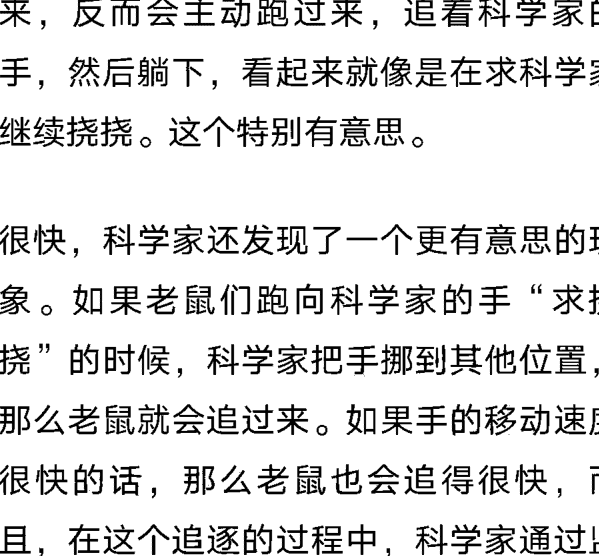 来，反而会主动跑过来，追着科学家的
手，然后躺下，看起来就像是在求科学家
继续挠挠。这个特别有意思。
很快，科学家还发现了一个更有意思的现
象。如果老鼠们跑向科学家的手“求挠
挠”的时候，科学家把手挪到其他位置，
那么老鼠就会追过来。如果手的移动速度
很快的话，那么老鼠也会追得很快，而
且，在这个追逐的过程中，科学家通过